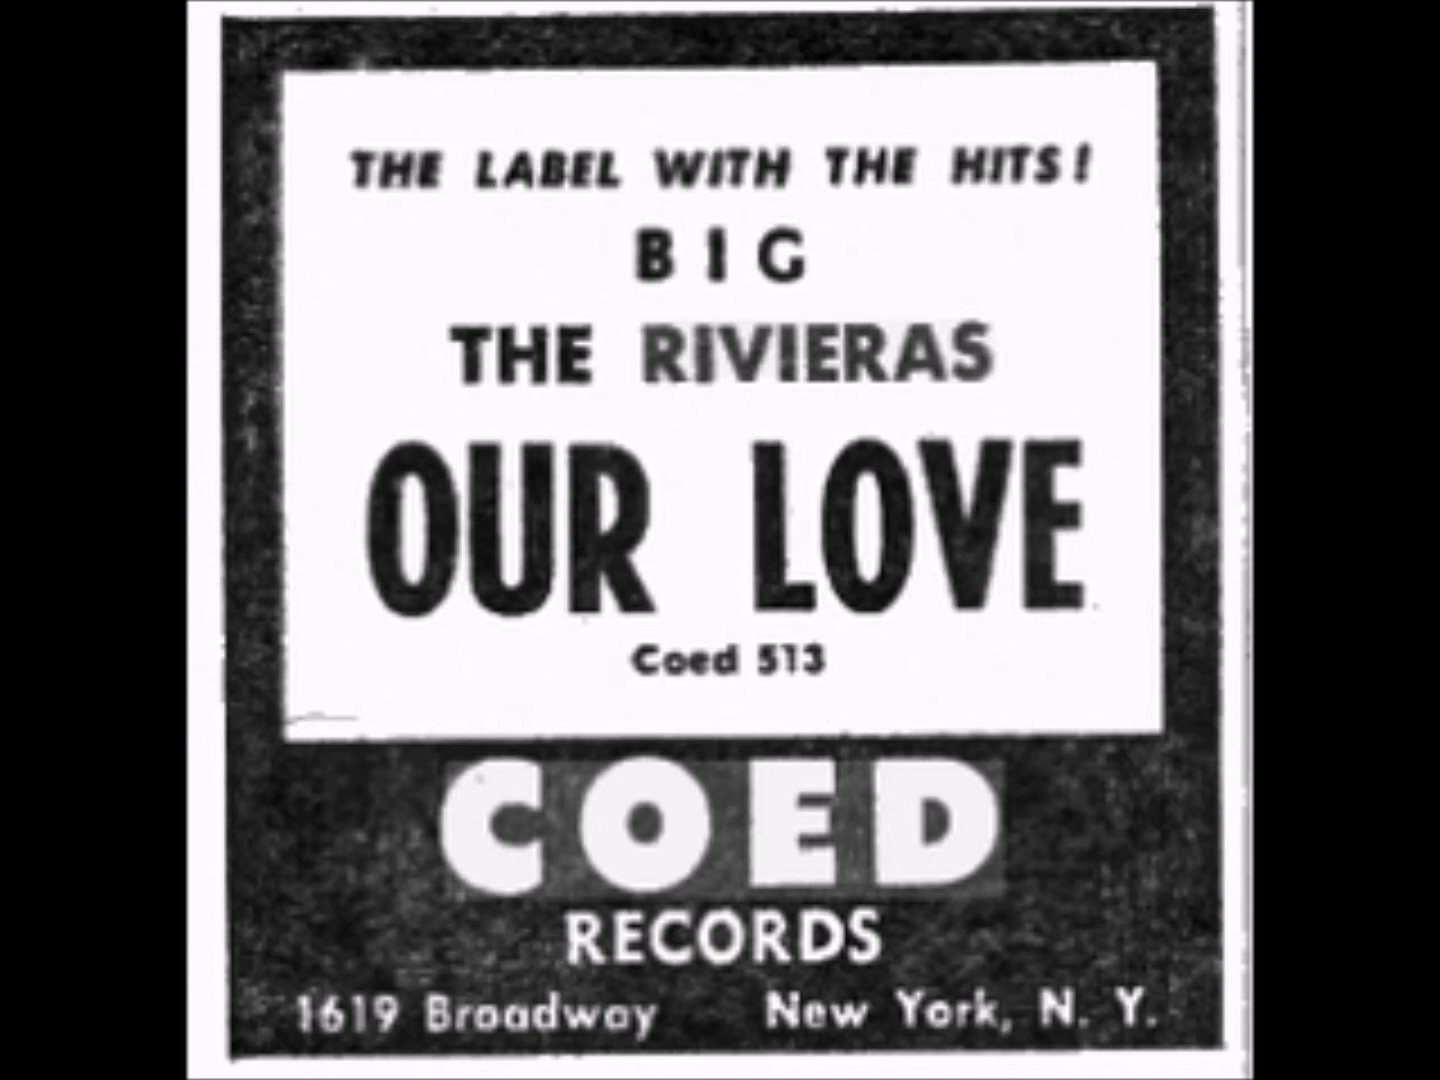 THE LABEL WITH THE HITS!
BIG
THE RIVIERAS
OUR LOVE
Coed 513
COED
RECORDS
1619 Broadway New York, N. Y.